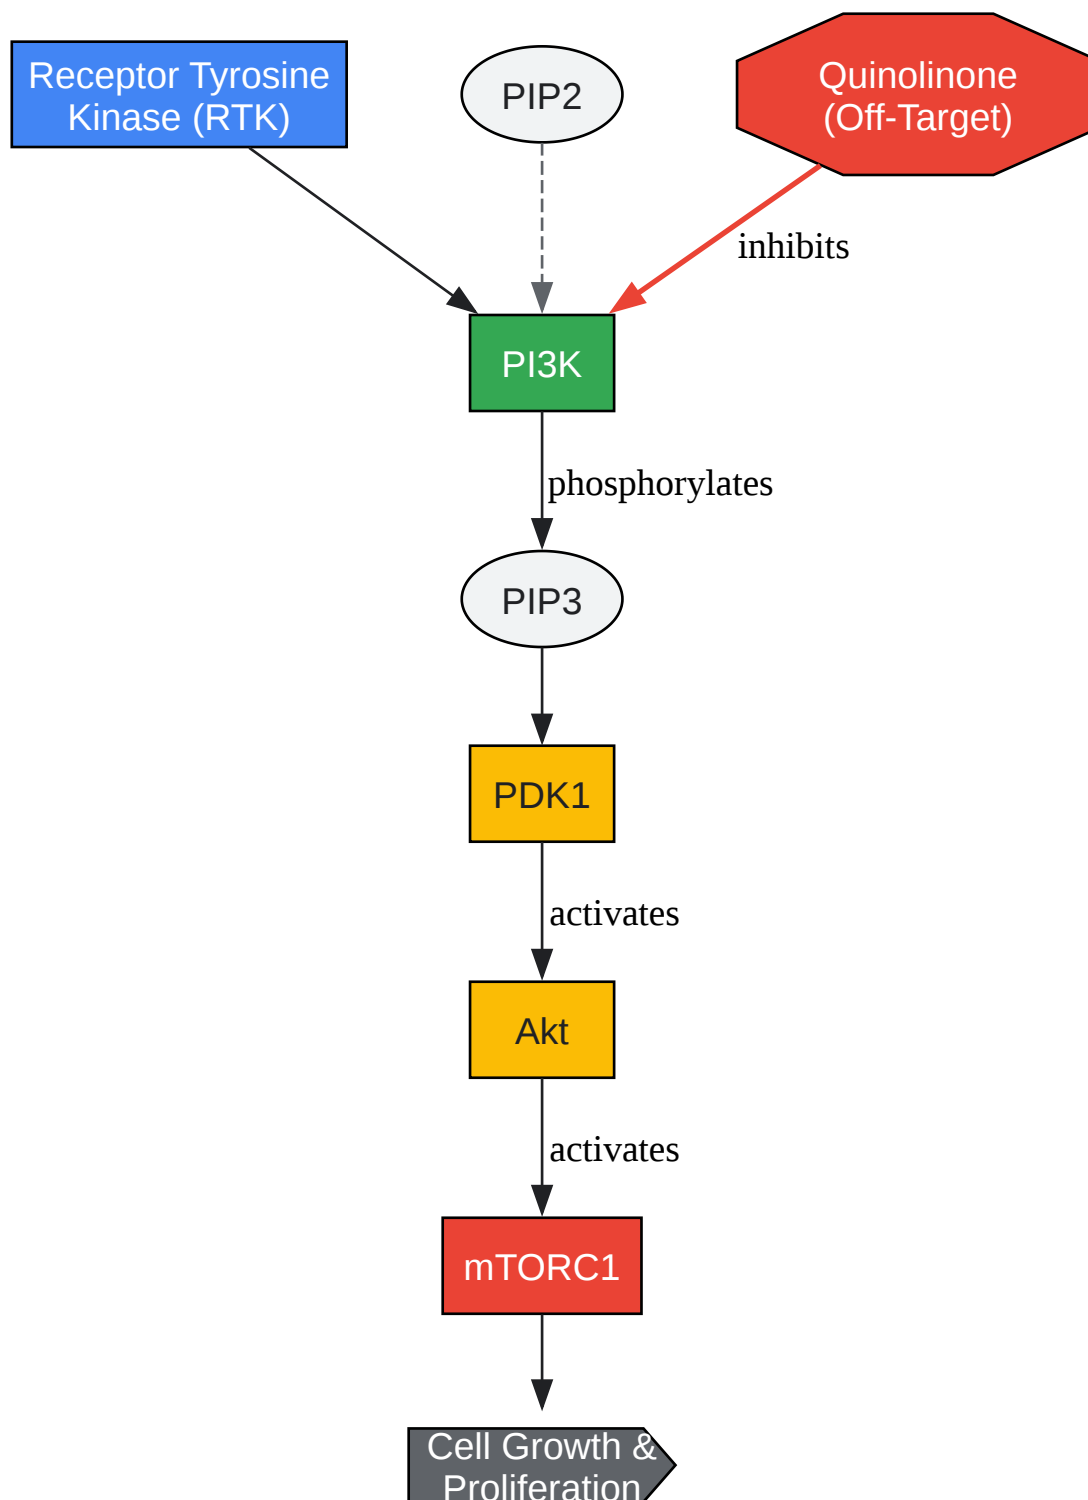 Receptor Tyrosine
Kinase (RTK)
PIP2
Quinolinone
(Off-Target)
inhibits
PI3K
phosphorylates
PIP3
PDK1
activates
Akt
activates
mTORC1
Cell Growth &
Proliferation